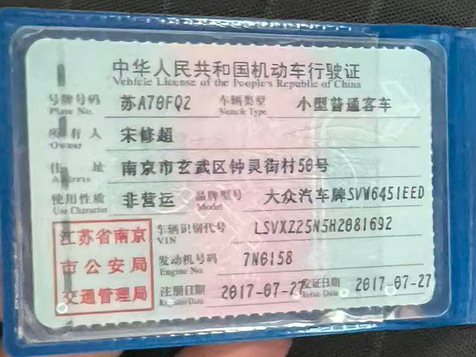 中华人民共和国机动车行驶证
Vehicle License of the People's Republic of China
号牌号码 苏A70FQ2 车辆类型 小型普通客车
Plate No. Vehicle Type
所有人 宋修超
Owner
住址 南京市玄武区钟灵街村50号
Address
使用性质 非营运 品牌型号 大众汽车牌SVW6451EED
Use Character Model
江苏省南京 车辆识别代号 LSVXZ25N5H2081692
VIN
市公安局 发动机号码 7N0158
Engine No.
交通管理局 注册日期 2017-07-27 发证日期 2017-07-27
Issue Date